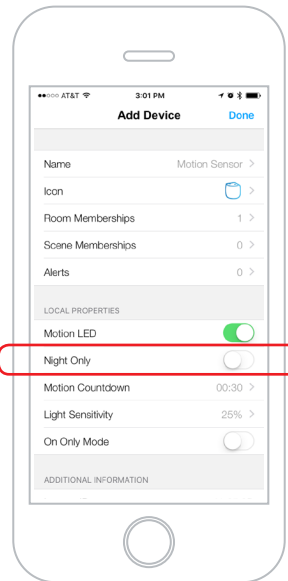 AT&T 3:01 PM
Add Device Done
Name Motion Sensor
Icon
Room Memberships 1
Scene Memberships 0
Alerts 0
LOCAL PROPERTIES
Motion LED
Night Only
Motion Countdown 00:30
Light Sensitivity 25%
On Only Mode
ADDITIONAL INFORMATION